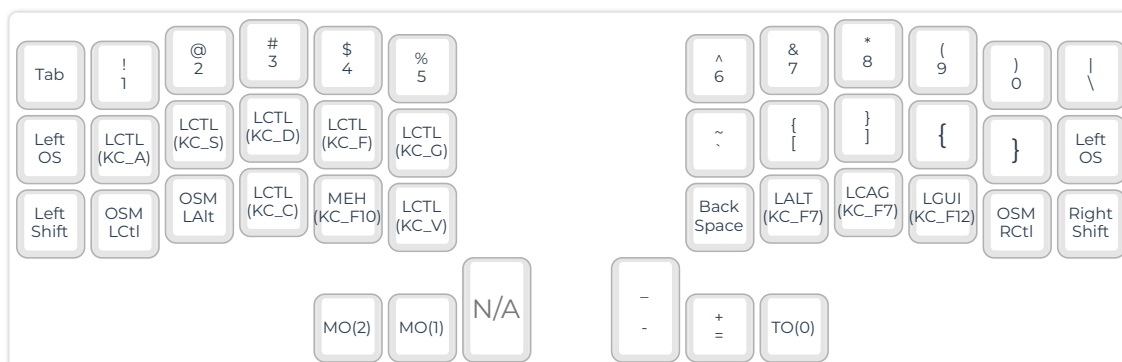 Tab
!
1
@
2
#
3
$
4
%
5
^
6
&
7
*
8
(
9
)
0
|
\
Left
OS
LCTL
(KC_A)
LCTL
(KC_S)
LCTL
(KC_D)
LCTL
(KC_F)
LCTL
(KC_G)
~
`
{
[
}
]
{
}
Left
OS
Left
Shift
OSM
LCtl
OSM
LAlt
LCTL
(KC_C)
MEH
(KC_F10)
LCTL
(KC_V)
Back
Space
LALT
(KC_F7)
LCAG
(KC_F7)
LGUI
(KC_F12)
OSM
RCtl
Right
Shift
MO(2)
MO(1)
N/A
_
-
+
=
TO(0)